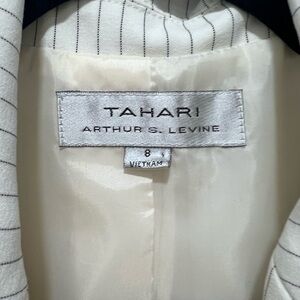 TAHARI
ARTHUR S. LEVINE
8
VIETNAM